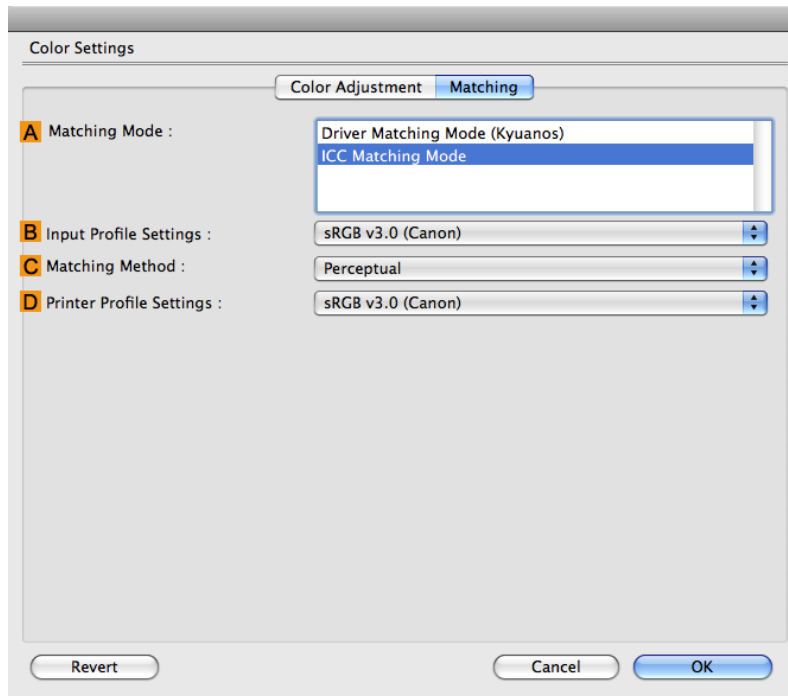 Color Settings
Color Adjustment Matching
A Matching Mode :
Driver Matching Mode (Kyuanos)
ICC Matching Mode
B Input Profile Settings : sRGB v3.0 (Canon)
C Matching Method : Perceptual
D Printer Profile Settings : sRGB v3.0 (Canon)
Revert Cancel OK